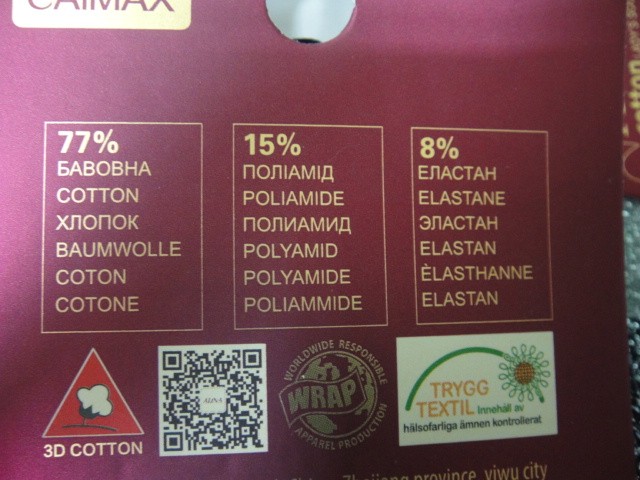 CAIMAX
77%
БАВОВНА
COTTON
ХЛОПОК
BAUMWOLLE
COTON
COTONE
15%
ПОЛІАМІД
POLIAMIDE
ПОЛИАМИД
POLYAMID
POLYAMIDE
POLIAMMIDE
8%
ЕЛАСТАН
ELASTANE
ЭЛАСТАН
ELASTAN
ÈLASTHANNE
ELASTAN
3D COTTON
WORLDWIDE RESPONSIBLE
WRAP
APPAREL PRODUCTION
TRYGG
TEXTIL Innehåll av
hälsofarliga ämnen kontrollerat
Zhejiang province, yiwu city